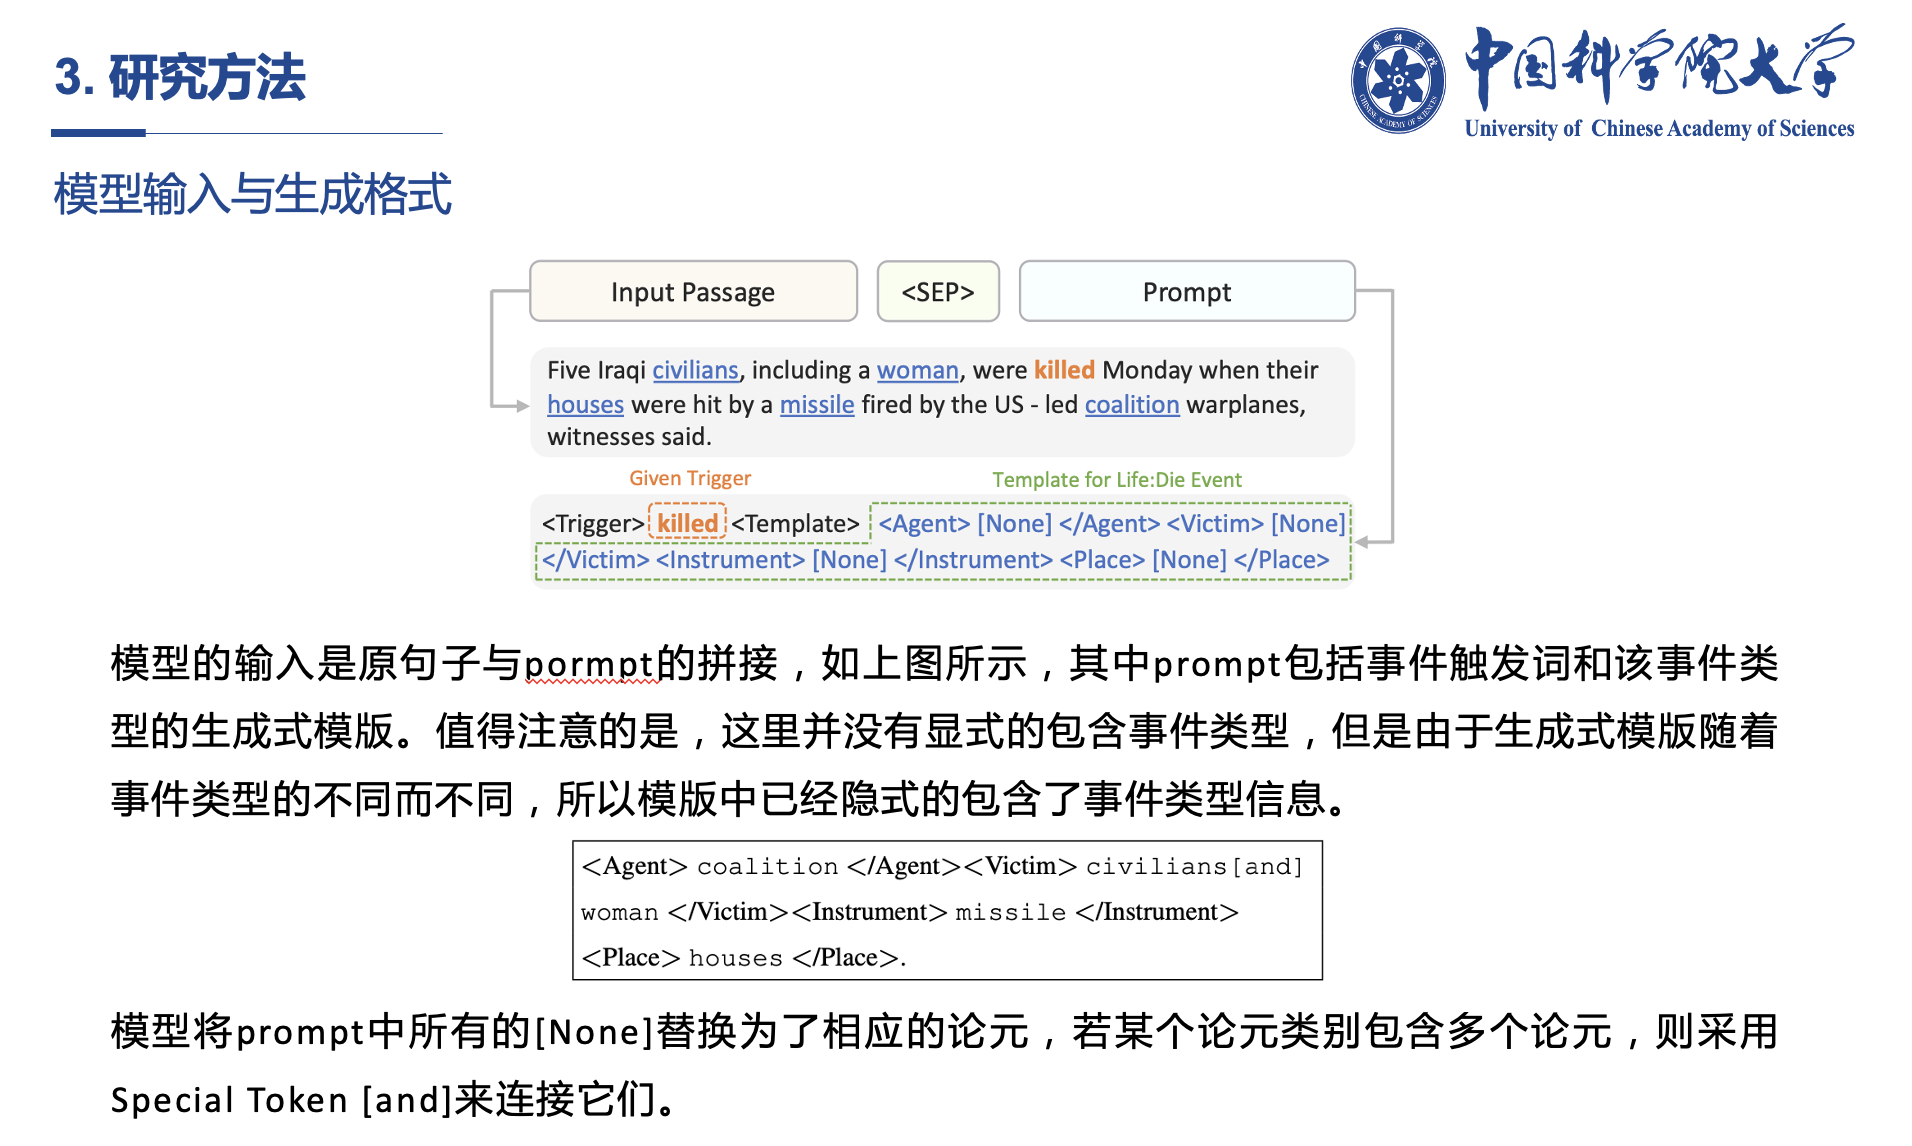 3. 研究方法
中国科学院大学
University of Chinese Academy of Sciences
中国科学院
CHINESE ACADEMY OF SCIENCES
模型输入与生成格式
Input Passage <SEP> Prompt
Five Iraqi civilians, including a woman, were killed Monday when their
houses were hit by a missile fired by the US - led coalition warplanes,
witnesses said.
Given Trigger Template for Life:Die Event
<Trigger> killed <Template> <Agent> [None] </Agent> <Victim> [None]
</Victim> <Instrument> [None] </Instrument> <Place> [None] </Place>
模型的输入是原句子与pormpt的拼接，如上图所示，其中prompt包括事件触发词和该事件类
型的生成式模版。值得注意的是，这里并没有显式的包含事件类型，但是由于生成式模版随着
事件类型的不同而不同，所以模版中已经隐式的包含了事件类型信息。
<Agent> coalition </Agent><Victim> civilians[and]
woman </Victim><Instrument> missile </Instrument>
<Place> houses </Place>.
模型将prompt中所有的[None]替换为了相应的论元，若某个论元类别包含多个论元，则采用
Special Token [and]来连接它们。